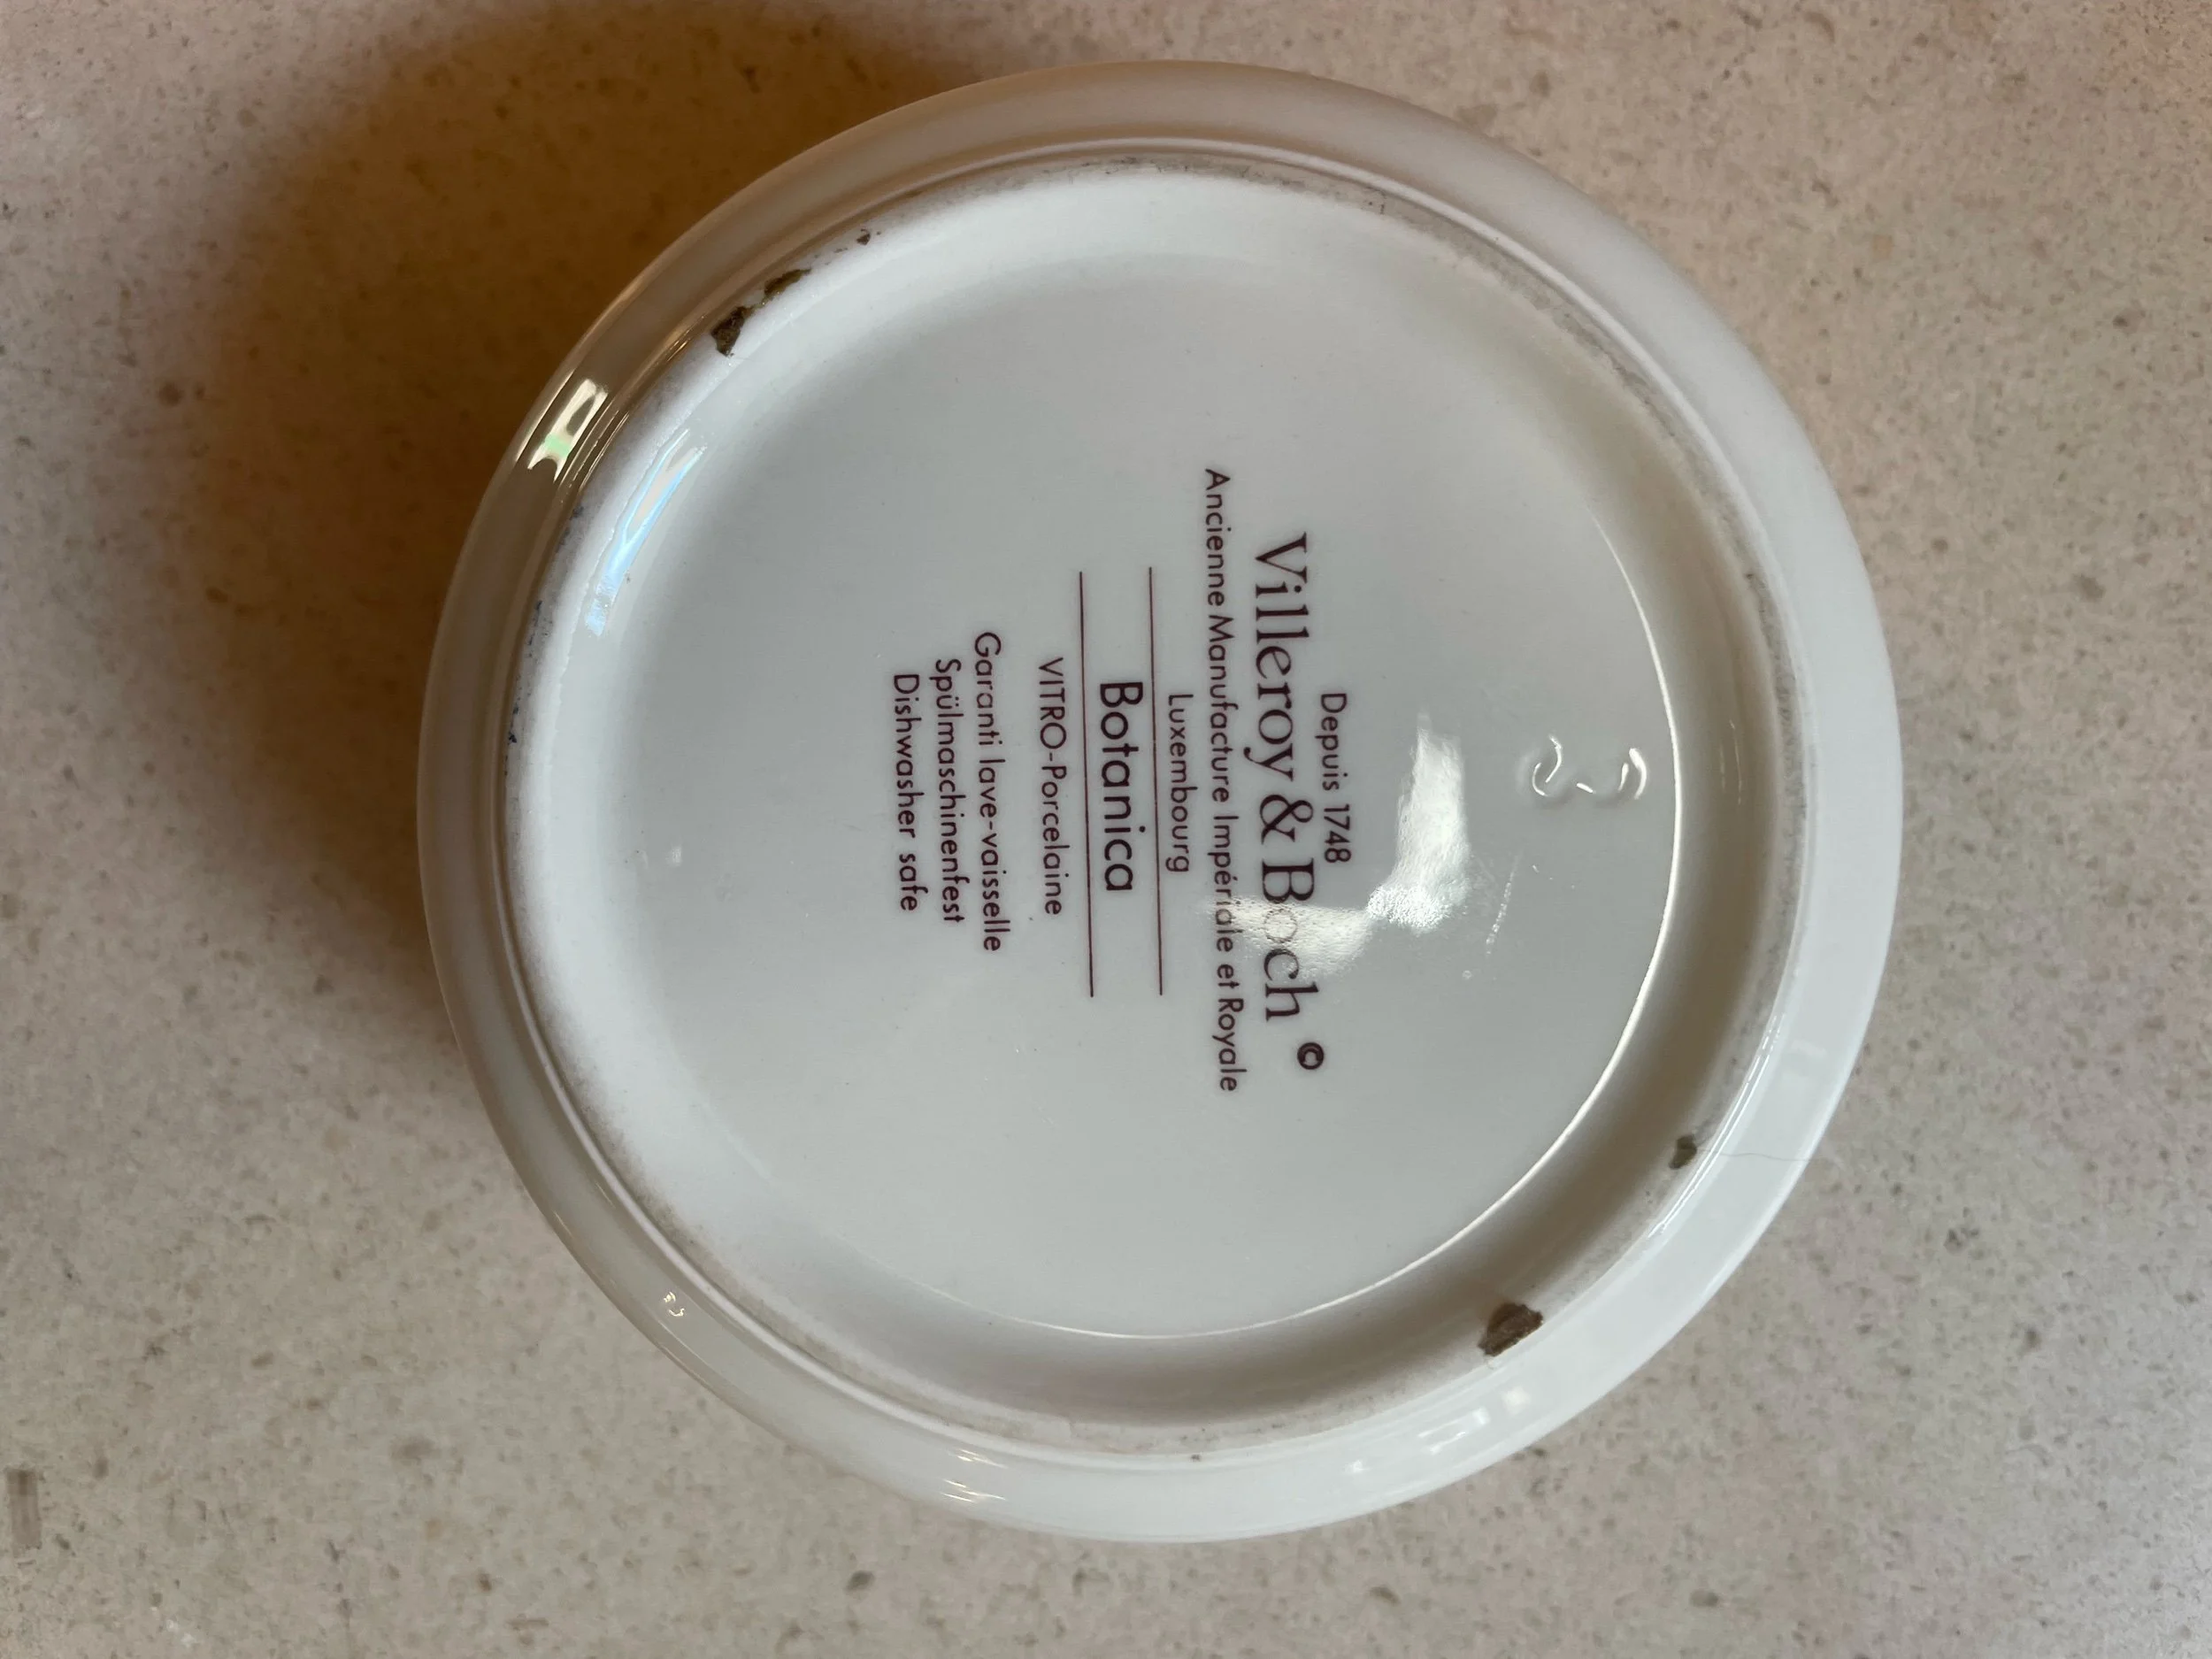 Depuis 1748
Villeroy & Boch ©
Ancienne Manufacture Impériale et Royale
Luxembourg
Botanica
VITRO-Porcelaine
Garanti lave-vaisselle
Spülmaschinenfest
Dishwasher safe